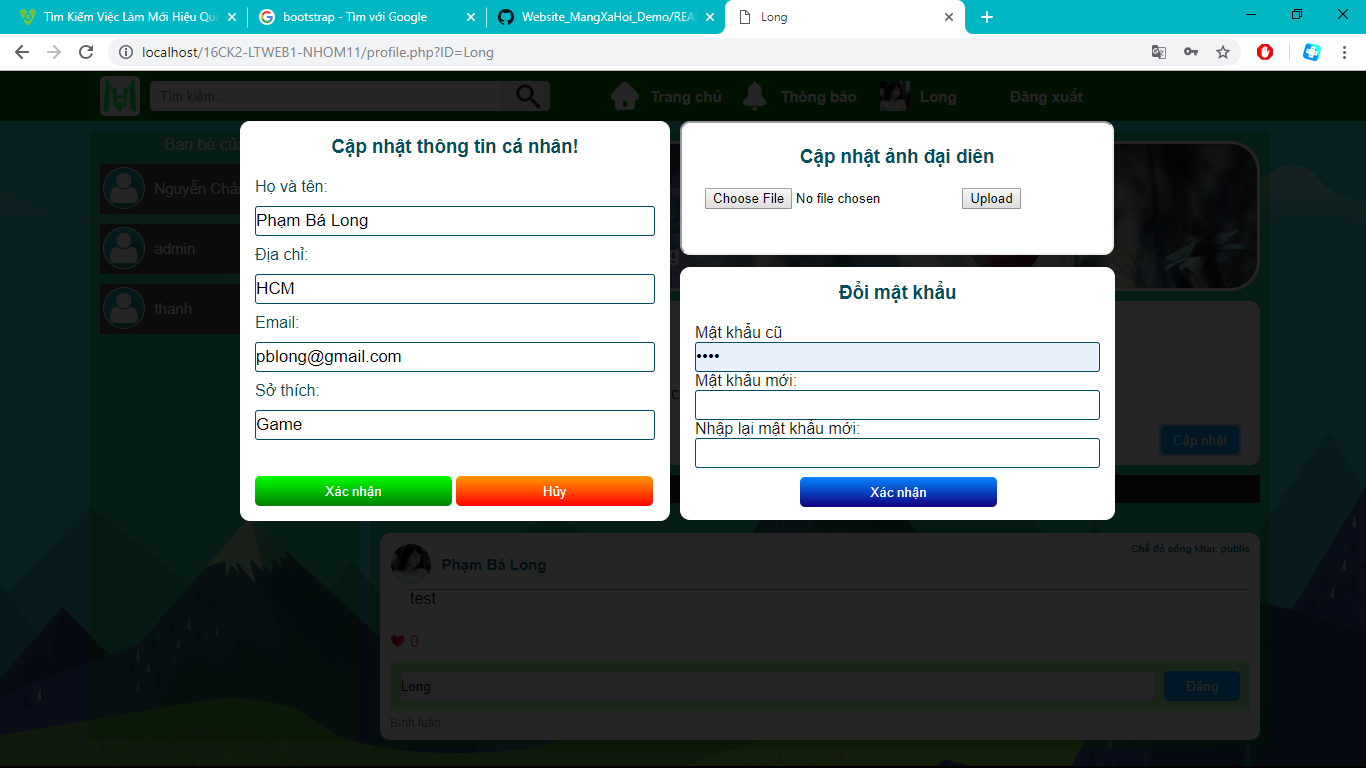 Tìm Kiếm Việc Làm Mới Hiệu Quả
bootstrap - Tìm với Google
Website_MangXaHoi_Demo/REA
Long
localhost/16CK2-LTWEB1-NHOM11/profile.php?ID=Long
Tìm kiếm...
Trang chủ
Thông báo
Long
Đăng xuất
Bạn bè của
Nguyễn Chán
admin
thanh
Cập nhật thông tin cá nhân!
Họ và tên:
Phạm Bá Long
Địa chỉ:
HCM
Email:
pblong@gmail.com
Sở thích:
Game
Xác nhận
Hủy
Cập nhật ảnh đại diên
Choose File No file chosen
Upload
Đổi mật khẩu
Mật khẩu cũ
••••
Mật khẩu mới:
Nhập lại mật khẩu mới:
Xác nhận
Cập nhật
Chế độ công khai: public
Phạm Bá Long
test
0
Long
Đăng
Bình luận: